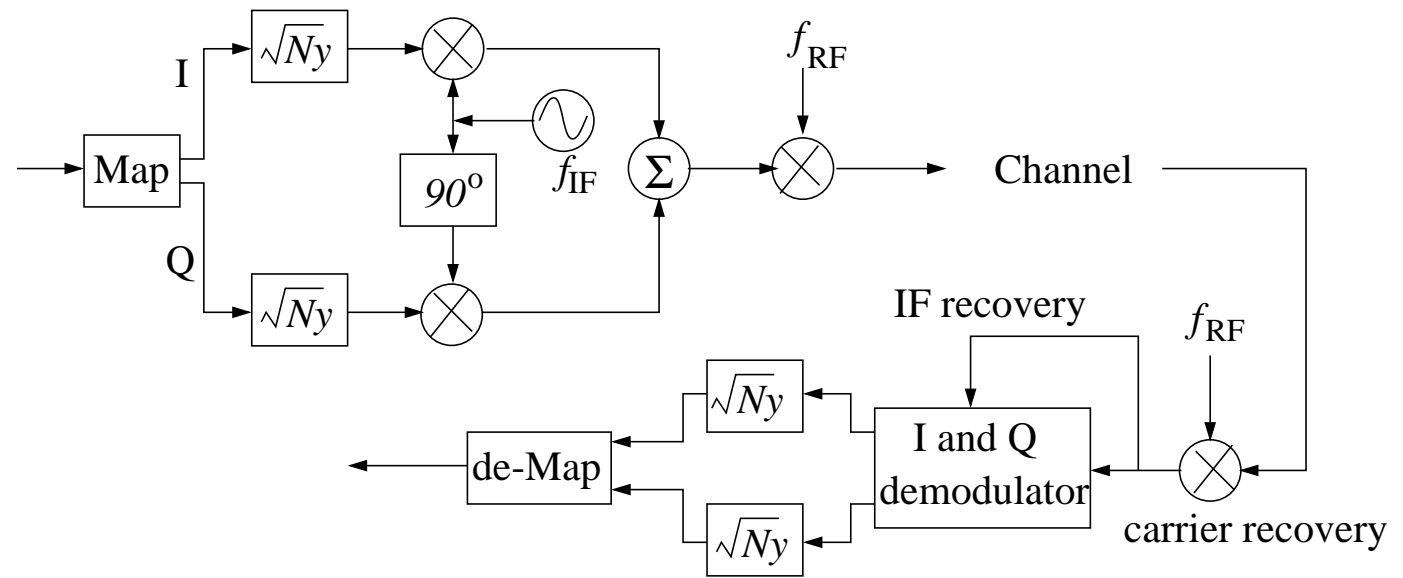 I
√Ny
f_RF
Map
90°
f_IF
Σ
Channel
Q
√Ny
IF recovery
f_RF
√Ny
I and Q
demodulator
de-Map
√Ny
carrier recovery